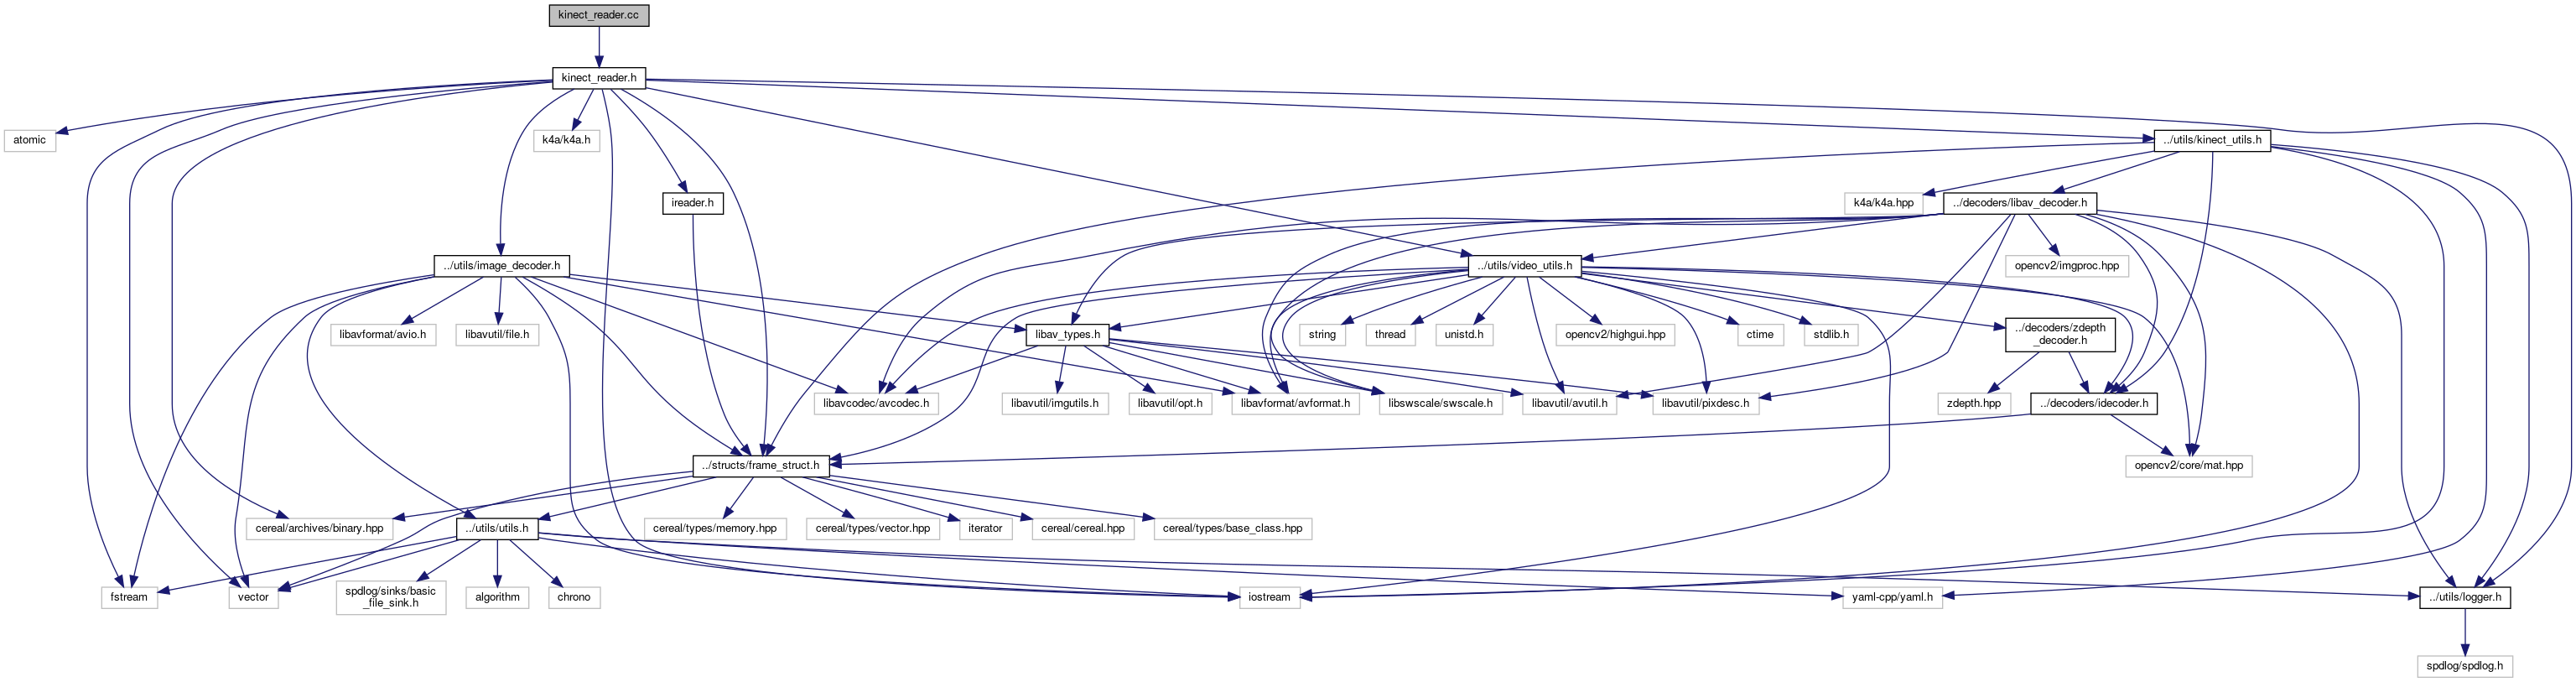 kinect_reader.cc
kinect_reader.h
atomic
k4a/k4a.h
../utils/kinect_utils.h
ireader.h
k4a/k4a.hpp
../decoders/libav_decoder.h
../utils/image_decoder.h
../utils/video_utils.h
opencv2/imgproc.hpp
libavformat/avio.h
libavutil/file.h
libav_types.h
string
thread
unistd.h
opencv2/highgui.hpp
ctime
stdlib.h
../decoders/zdepth
_decoder.h
libavcodec/avcodec.h
libavutil/imgutils.h
libavutil/opt.h
libavformat/avformat.h
libswscale/swscale.h
libavutil/avutil.h
libavutil/pixdesc.h
zdepth.hpp
../decoders/idecoder.h
../structs/frame_struct.h
opencv2/core/mat.hpp
cereal/archives/binary.hpp
../utils/utils.h
cereal/types/memory.hpp
cereal/types/vector.hpp
iterator
cereal/cereal.hpp
cereal/types/base_class.hpp
fstream
vector
spdlog/sinks/basic
_file_sink.h
algorithm
chrono
iostream
yaml-cpp/yaml.h
../utils/logger.h
spdlog/spdlog.h